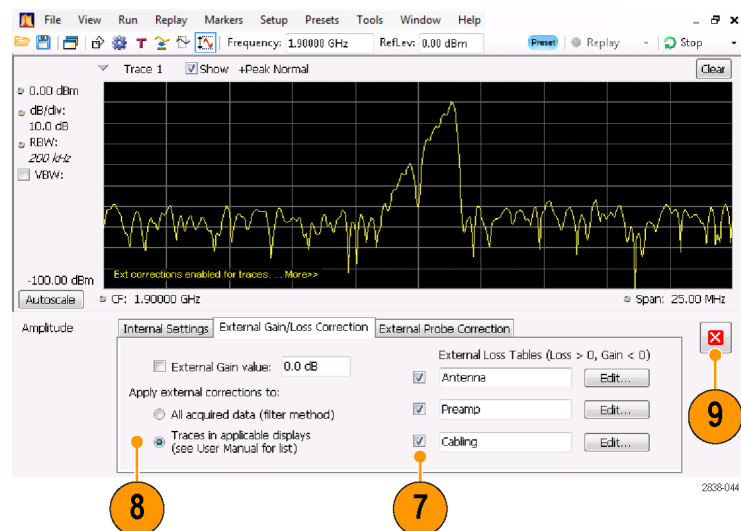 File View Run Replay Markers Setup Presets Tools Window Help
T Frequency: 1.90000 GHz RefLev: 0.00 dBm Preset Replay Stop
Trace 1 Show +Peak Normal Clear
0.00 dBm
dB/div:
10.0 dB
RBW:
200 kHz
VBW:
-100.00 dBm
Ext corrections enabled for traces. ... More>>
Autoscale CF: 1.90000 GHz Span: 25.00 MHz
Amplitude Internal Settings External Gain/Loss Correction External Probe Correction
External Loss Tables (Loss > 0, Gain < 0)
External Gain value: 0.0 dB
Antenna Edit...
Apply external corrections to:
All acquired data (filter method)
Preamp Edit...
Traces in applicable displays
(see User Manual for list)
Cabling Edit...
9
8
7
2838-044